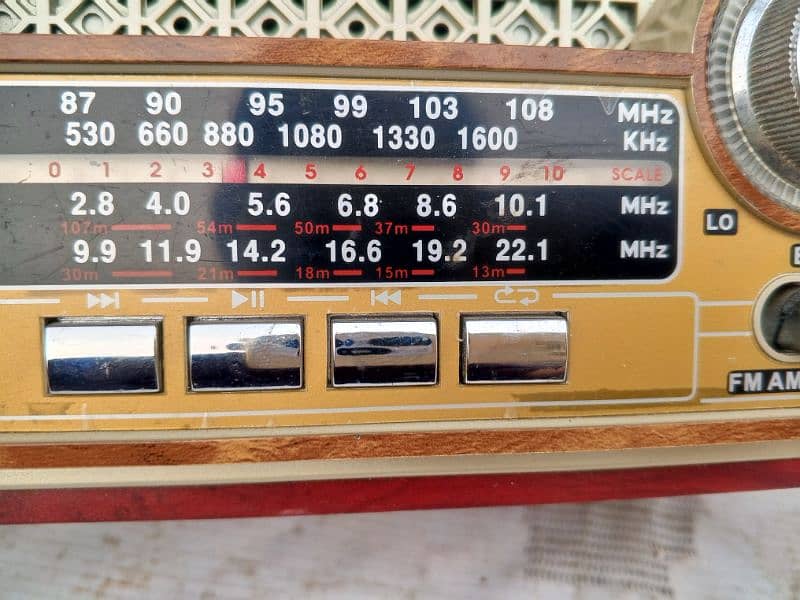 87 90 95 99 103 108 MHz
530 660 880 1080 1330 1600 KHz
0 1 2 3 4 5 6 7 8 9 10 SCALE
2.8 4.0 5.6 6.8 8.6 10.1 MHz
107m 54m 50m 37m 30m
9.9 11.9 14.2 16.6 19.2 22.1 MHz
30m 21m 18m 15m 13m
LO
FM AM